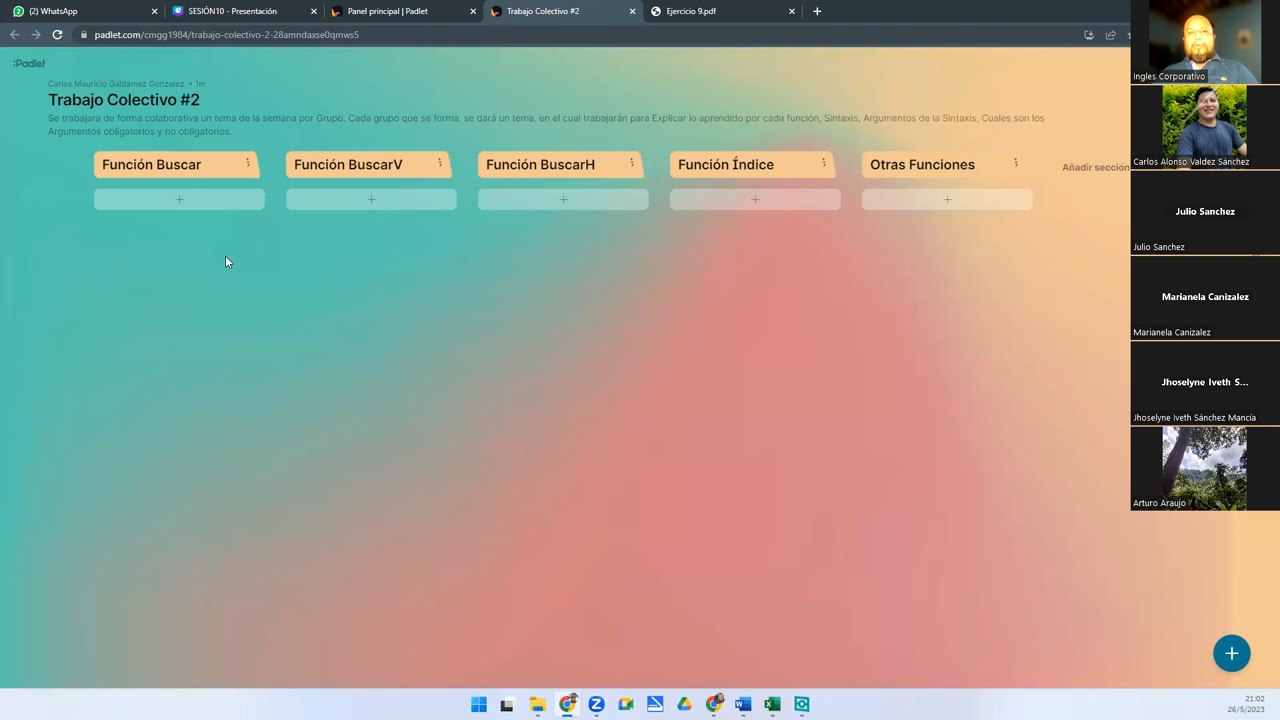 (2) WhatsApp
SESIÓN10 - Presentación
Panel principal | Padlet
Trabajo Colectivo #2
Ejercicio 9.pdf
padlet.com/cmgg1984/trabajo-colectivo-2-28amndaxse0qmws5
:Padlet
Carlos Mauricio Galdamez Gonzalez • 1m
Trabajo Colectivo #2
Se trabajara de forma colaborativa un tema de la semana por Grupo. Cada grupo que se forma, se dará un tema, en el cual trabajarán para Explicar lo aprendido por cada función, Sintaxis, Argumentos de la Sintaxis, Cuales son los
Argumentos obligatorios y no obligatorios.
Función Buscar
Función BuscarV
Función BuscarH
Función Índice
Otras Funciones
Añadir sección
Ingles Corporativo
Carlos Alonso Valdez Sánchez
Julio Sanchez
Julio Sanchez
Marianela Canizalez
Marianela Canizalez
Jhoselyne Iveth S...
Jhoselyne Iveth Sánchez Mancía
Arturo Araujo
21:02
26/5/2023